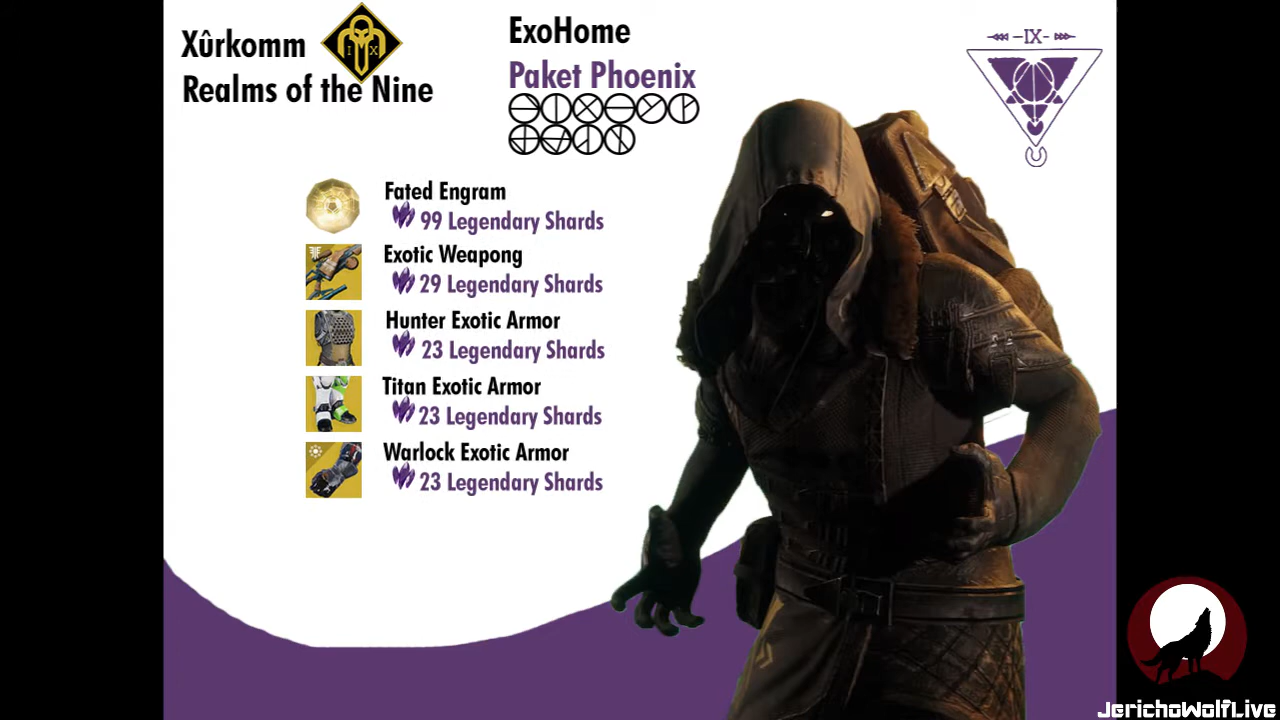 Xûrkomm
Realms of the Nine
IX
ExoHome
Paket Phoenix
–IX–
Fated Engram
99 Legendary Shards
Exotic Weapong
29 Legendary Shards
Hunter Exotic Armor
23 Legendary Shards
Titan Exotic Armor
23 Legendary Shards
Warlock Exotic Armor
23 Legendary Shards
JerichoWolfLive